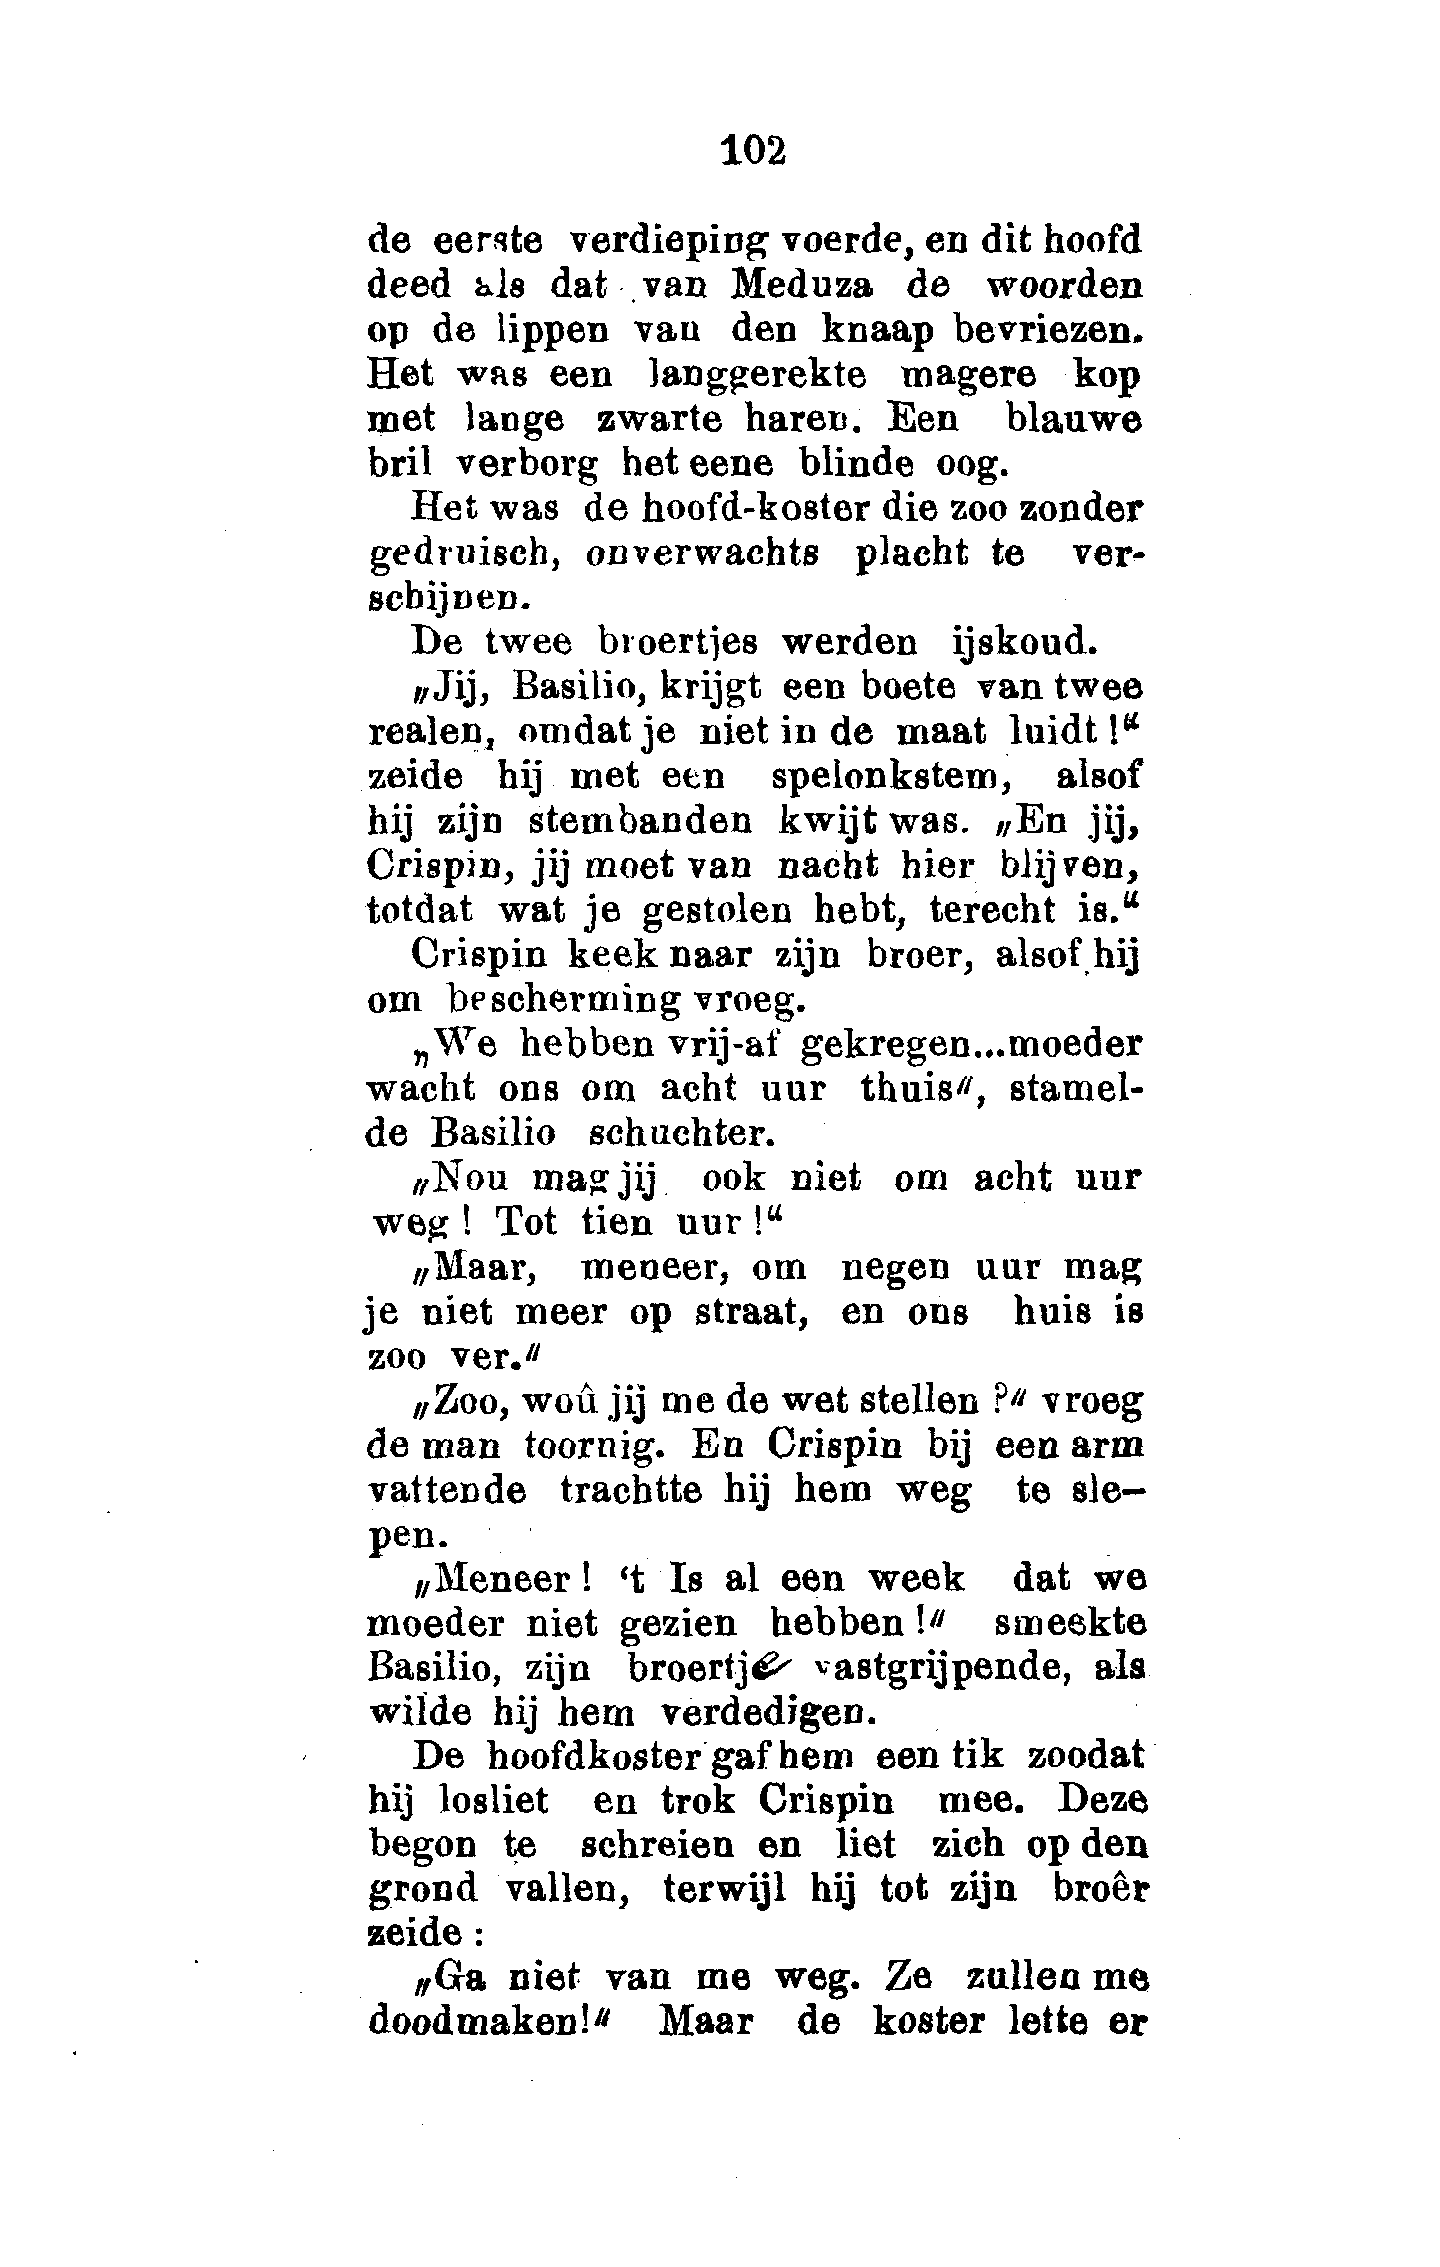 102
de eerste verdieping voerde, en dit hoofd
deed als dat van Meduza de woorden
op de lippen van den knaap bevriezen.
Het was een langgerekte magere kop
met lange zwarte haren. Een blauwe
bril verborg het eene blinde oog.
Het was de hoofd-koster die zoo zonder
gedruisch, onverwachts placht te ver-
schijnen.
De twee broertjes werden ijskoud.
„Jij, Basilio, krijgt een boete van twee
realen, omdat je niet in de maat luidt !“
zeide hij met een spelonkstem, alsof
hij zijn stembanden kwijt was. „En jij,
Crispin, jij moet van nacht hier blijven,
totdat wat je gestolen hebt, terecht is.“
Crispin keek naar zijn broer, alsof hij
om bescherming vroeg.
„We hebben vrij-af gekregen...moeder
wacht ons om acht uur thuis“, stamel-
de Basilio schuchter.
„Nou mag jij ook niet om acht uur
weg ! Tot tien uur !“
„Maar, meneer, om negen uur mag
je niet meer op straat, en ons huis is
zoo ver.“
„Zoo, woû jij me de wet stellen ?“ vroeg
de man toornig. En Crispin bij een arm
vattende trachtte hij hem weg te sle-
pen.
„Meneer ! ‘t Is al een week dat we
moeder niet gezien hebben !“ smeekte
Basilio, zijn broertje vastgrijpende, als
wilde hij hem verdedigen.
De hoofdkoster gaf hem een tik zoodat
hij losliet en trok Crispin mee. Deze
begon te schreien en liet zich op den
grond vallen, terwijl hij tot zijn broêr
zeide :
„Ga niet van me weg. Ze zullen me
doodmaken!“ Maar de koster lette er